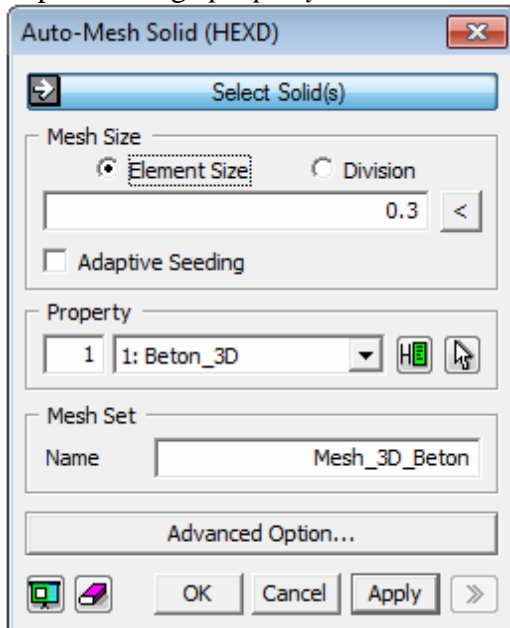 Auto-Mesh Solid (HEXD)
Select Solid(s)
Mesh Size
Element Size Division
0.3 <
Adaptive Seeding
Property
1 1: Beton_3D
Mesh Set
Name Mesh_3D_Beton
Advanced Option...
OK Cancel Apply >>